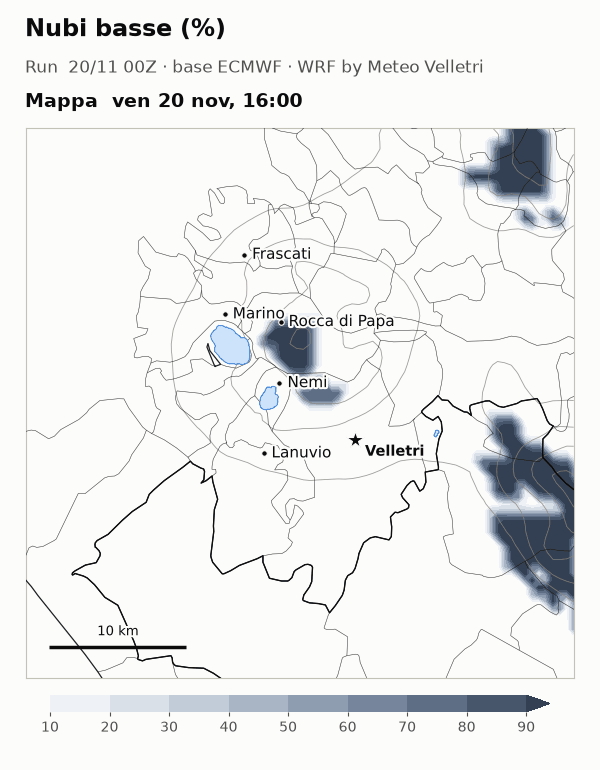 Nubi basse (%)
Run  20/11 00Z · base ECMWF · WRF by Meteo Velletri
Mappa  ven 20 nov, 16:00
Frascati
Marino
Rocca di Papa
Nemi
Velletri
Lanuvio
10 km
10 20 30 40 50 60 70 80 90